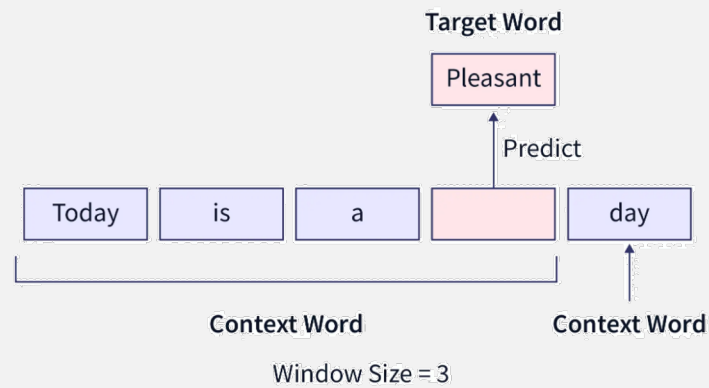 Target Word
Pleasant
Predict
Today is a day
Context Word Context Word
Window Size = 3